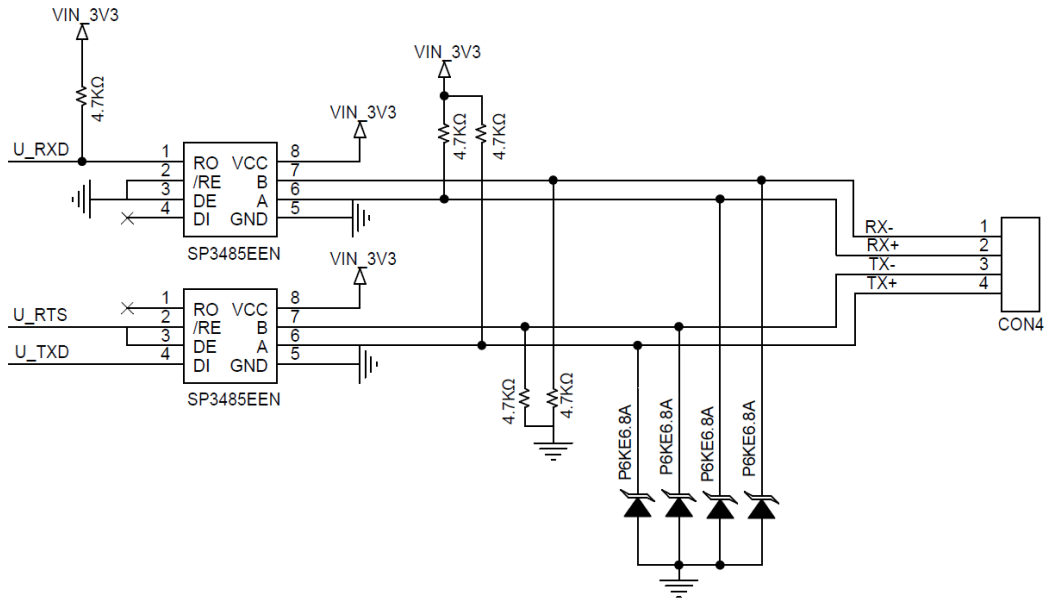 VIN_3V3
4.7KΩ
U_RXD
1
2
3
4
RO
/RE
DE
DI
VCC
B
A
GND
8
7
6
5
SP3485EEN
VIN_3V3
VIN_3V3
4.7KΩ
4.7KΩ
VIN_3V3
U_RTS
U_TXD
1
2
3
4
RO
/RE
DE
DI
VCC
B
A
GND
8
7
6
5
SP3485EEN
4.7KΩ
4.7KΩ
P6KE6.8A
P6KE6.8A
P6KE6.8A
P6KE6.8A
RX- 1
RX+ 2
TX- 3
TX+ 4
CON4